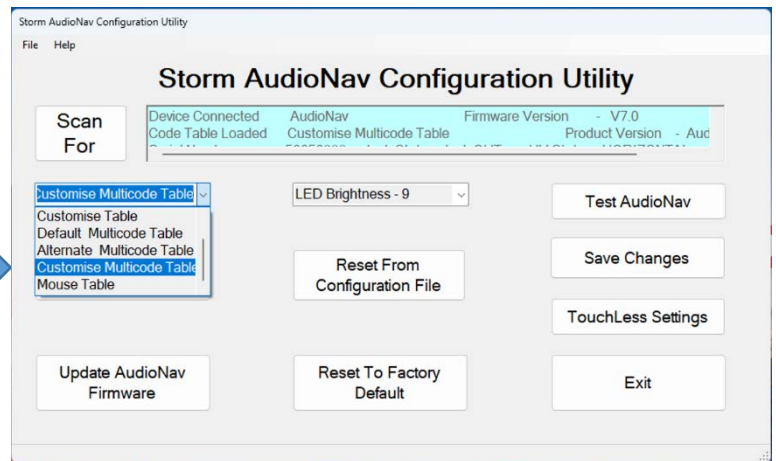 Storm AudioNav Configuration Utility
File Help
Storm AudioNav Configuration Utility
Scan For
Device Connected AudioNav Firmware Version - V7.0
Code Table Loaded Customise Multicode Table Product Version - Aud
Customise Multicode Table
LED Brightness - 9
Test AudioNav
Customise Table
Default Multicode Table
Alternate Multicode Table
Customise Multicode Table
Mouse Table
Reset From
Configuration File
Save Changes
TouchLess Settings
Update AudioNav
Firmware
Reset To Factory
Default
Exit